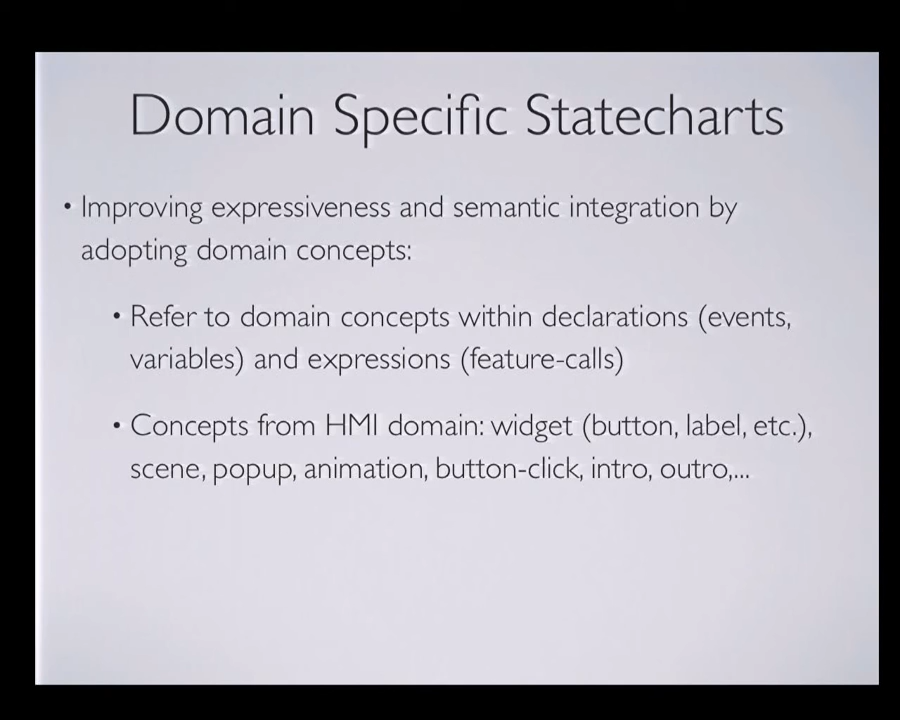 Domain Specific Statecharts
• Improving expressiveness and semantic integration by
adopting domain concepts:
• Refer to domain concepts within declarations (events,
variables) and expressions (feature-calls)
• Concepts from HMI domain: widget (button, label, etc.),
scene, popup, animation, button-click, intro, outro,...